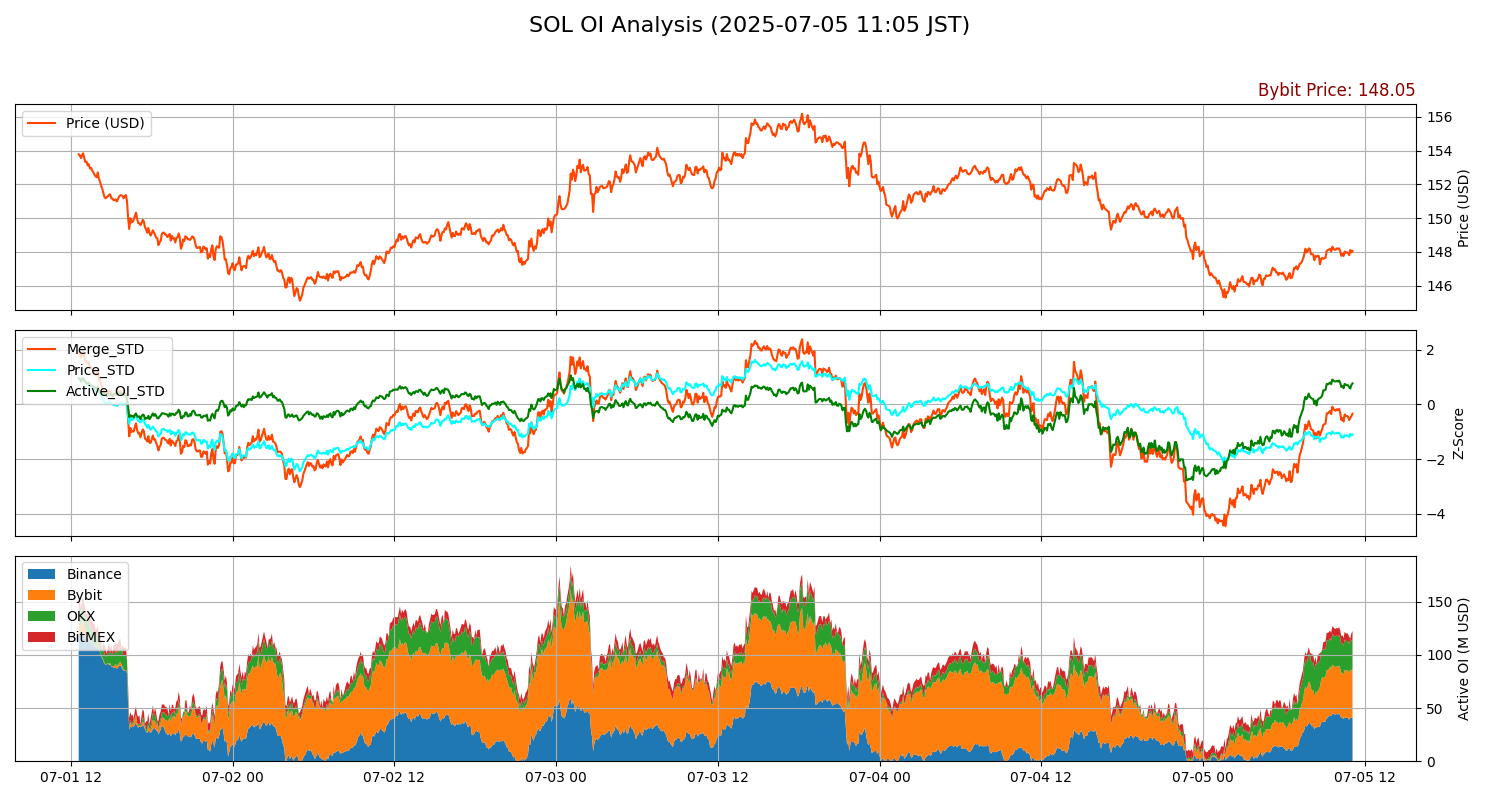 SOL OI Analysis (2025-07-05 11:05 JST)
Bybit Price: 148.05
Price (USD)
156
154
152
150
148
146
Price (USD)
Merge_STD
Price_STD
Active_OI_STD
2
0
−2
−4
Z-Score
Binance
Bybit
OKX
BitMEX
150
100
50
0
Active OI (M USD)
07-01 12
07-02 00
07-02 12
07-03 00
07-03 12
07-04 00
07-04 12
07-05 00
07-05 12